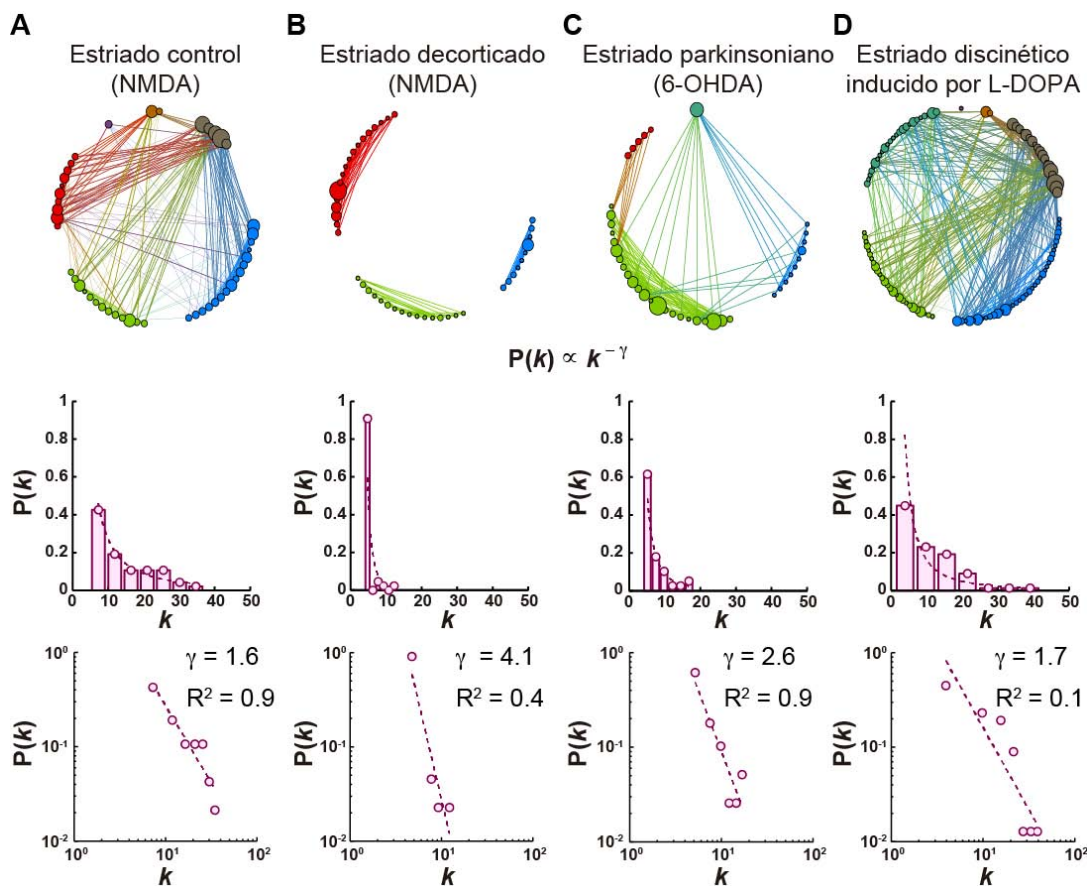 A
Estriado control
(NMDA)
B
Estriado decorticado
(NMDA)
C
Estriado parkinsoniano
(6-OHDA)
D
Estriado discinético
inducido por L-DOPA
P(k) ∝ k^−γ
P(k)
1
0.8
0.6
0.4
0.2
0
0 10 20 30 40 50
k
P(k)
1
0.8
0.6
0.4
0.2
0
0 10 20 30 40 50
k
P(k)
1
0.8
0.6
0.4
0.2
0
0 10 20 30 40 50
k
P(k)
1
0.8
0.6
0.4
0.2
0
0 10 20 30 40 50
k
γ = 1.6
R² = 0.9
P(k)
10⁰
10⁻¹
10⁻²
10⁰ 10¹ 10²
k
γ = 4.1
R² = 0.4
P(k)
10⁰
10⁻¹
10⁻²
10⁰ 10¹ 10²
k
γ = 2.6
R² = 0.9
P(k)
10⁰
10⁻¹
10⁻²
10⁰ 10¹ 10²
k
γ = 1.7
R² = 0.1
P(k)
10⁰
10⁻¹
10⁻²
10⁰ 10¹ 10²
k